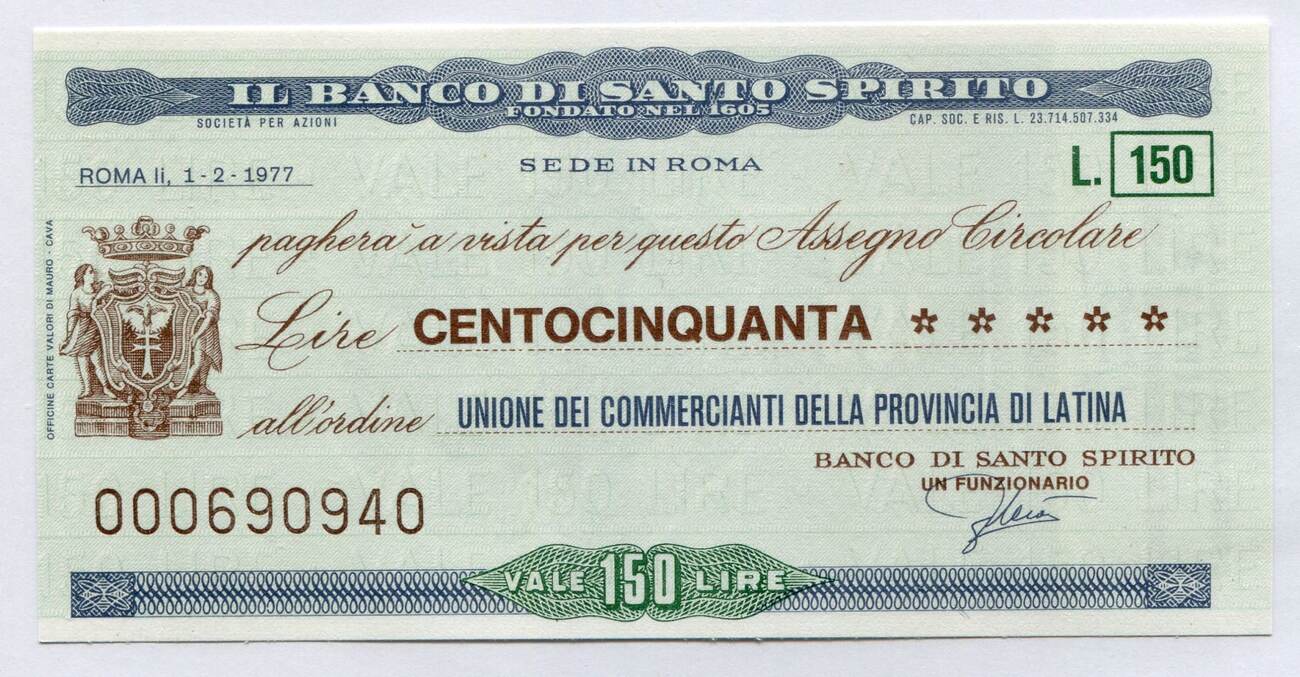 IL BANCO DI SANTO SPIRITO
FONDATO NEL 1605
SOCIETÀ PER AZIONI
CAP. SOC. E RIS. L. 23.714.507.334
SEDE IN ROMA
ROMA li, 1-2-1977
L. 150
pagherà a vista per questo Assegno Circolare
Lire CENTOCINQUANTA * * * * *
all'ordine UNIONE DEI COMMERCIANTI DELLA PROVINCIA DI LATINA
BANCO DI SANTO SPIRITO
UN FUNZIONARIO
000690940
VALE 150 LIRE
OFFICINE CARTE VALORI DI MAURO - CAVA